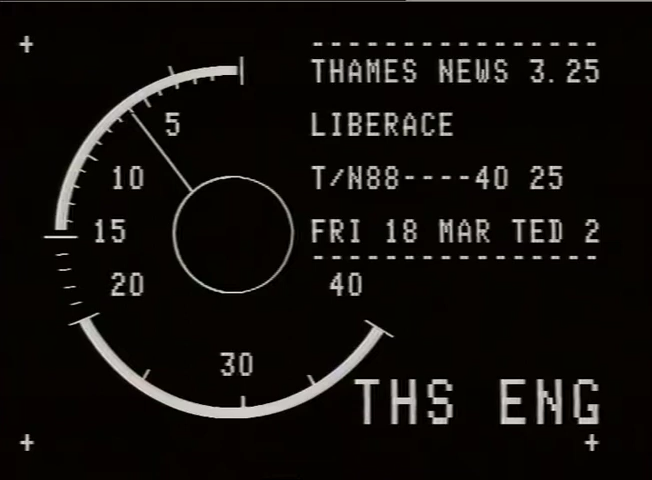 ----------------
THAMES NEWS 3.25
LIBERACE
T/N88----40 25
FRI 18 MAR TED 2
----------------
5
10
15
20
30
40
THS ENG